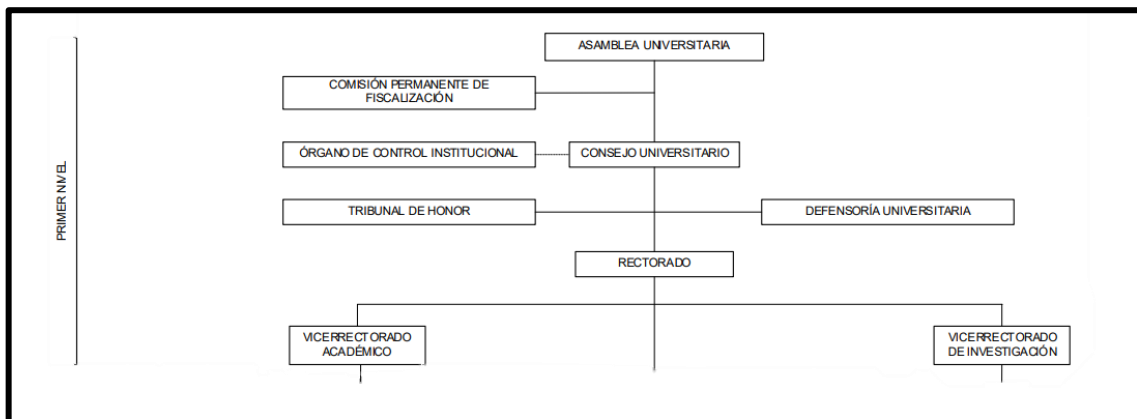 ASAMBLEA UNIVERSITARIA
COMISIÓN PERMANENTE DE
FISCALIZACIÓN
ÓRGANO DE CONTROL INSTITUCIONAL
CONSEJO UNIVERSITARIO
TRIBUNAL DE HONOR
DEFENSORÍA UNIVERSITARIA
PRIMER NIVEL
RECTORADO
VICERRECTORADO
ACADÉMICO
VICERRECTORADO
DE INVESTIGACIÓN